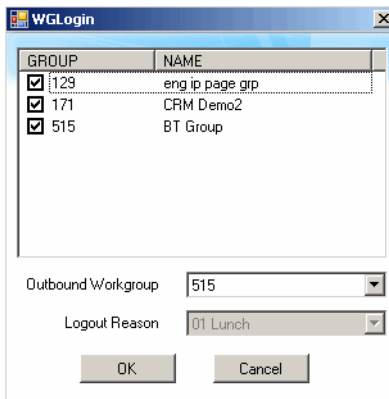 WGLogin
GROUP NAME
129 eng ip page grp
171 CRM Demo2
515 BT Group
Outbound Workgroup 515
Logout Reason 01 Lunch
OK Cancel